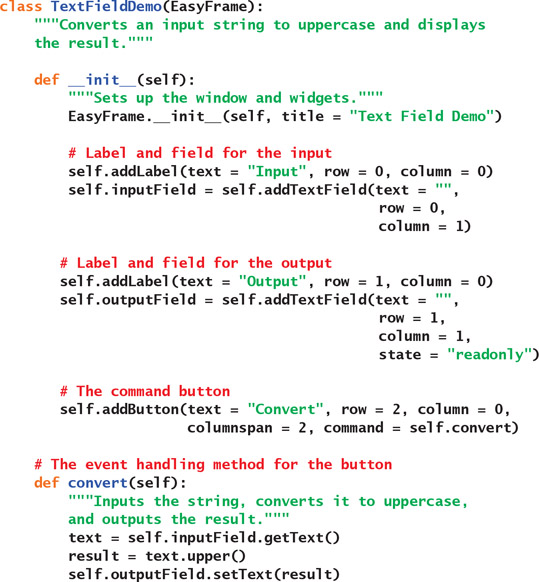 class TextFieldDemo(EasyFrame):
    """Converts an input string to uppercase and displays
    the result."""

    def __init__(self):
        """Sets up the window and widgets."""
        EasyFrame.__init__(self, title = "Text Field Demo")

        # Label and field for the input
        self.addLabel(text = "Input", row = 0, column = 0)
        self.inputField = self.addTextField(text = "",
                                            row = 0,
                                            column = 1)

       # Label and field for the output
       self.addLabel(text = "Output", row = 1, column = 0)
       self.outputField = self.addTextField(text = "",
                                            row = 1,
                                            column = 1,
                                            state = "readonly")

       # The command button
       self.addButton(text = "Convert", row = 2, column = 0,
                      columnspan = 2, command = self.convert)

    # The event handling method for the button
    def convert(self):
        """Inputs the string, converts it to uppercase,
        and outputs the result."""
        text = self.inputField.getText()
        result = text.upper()
        self.outputField.setText(result)